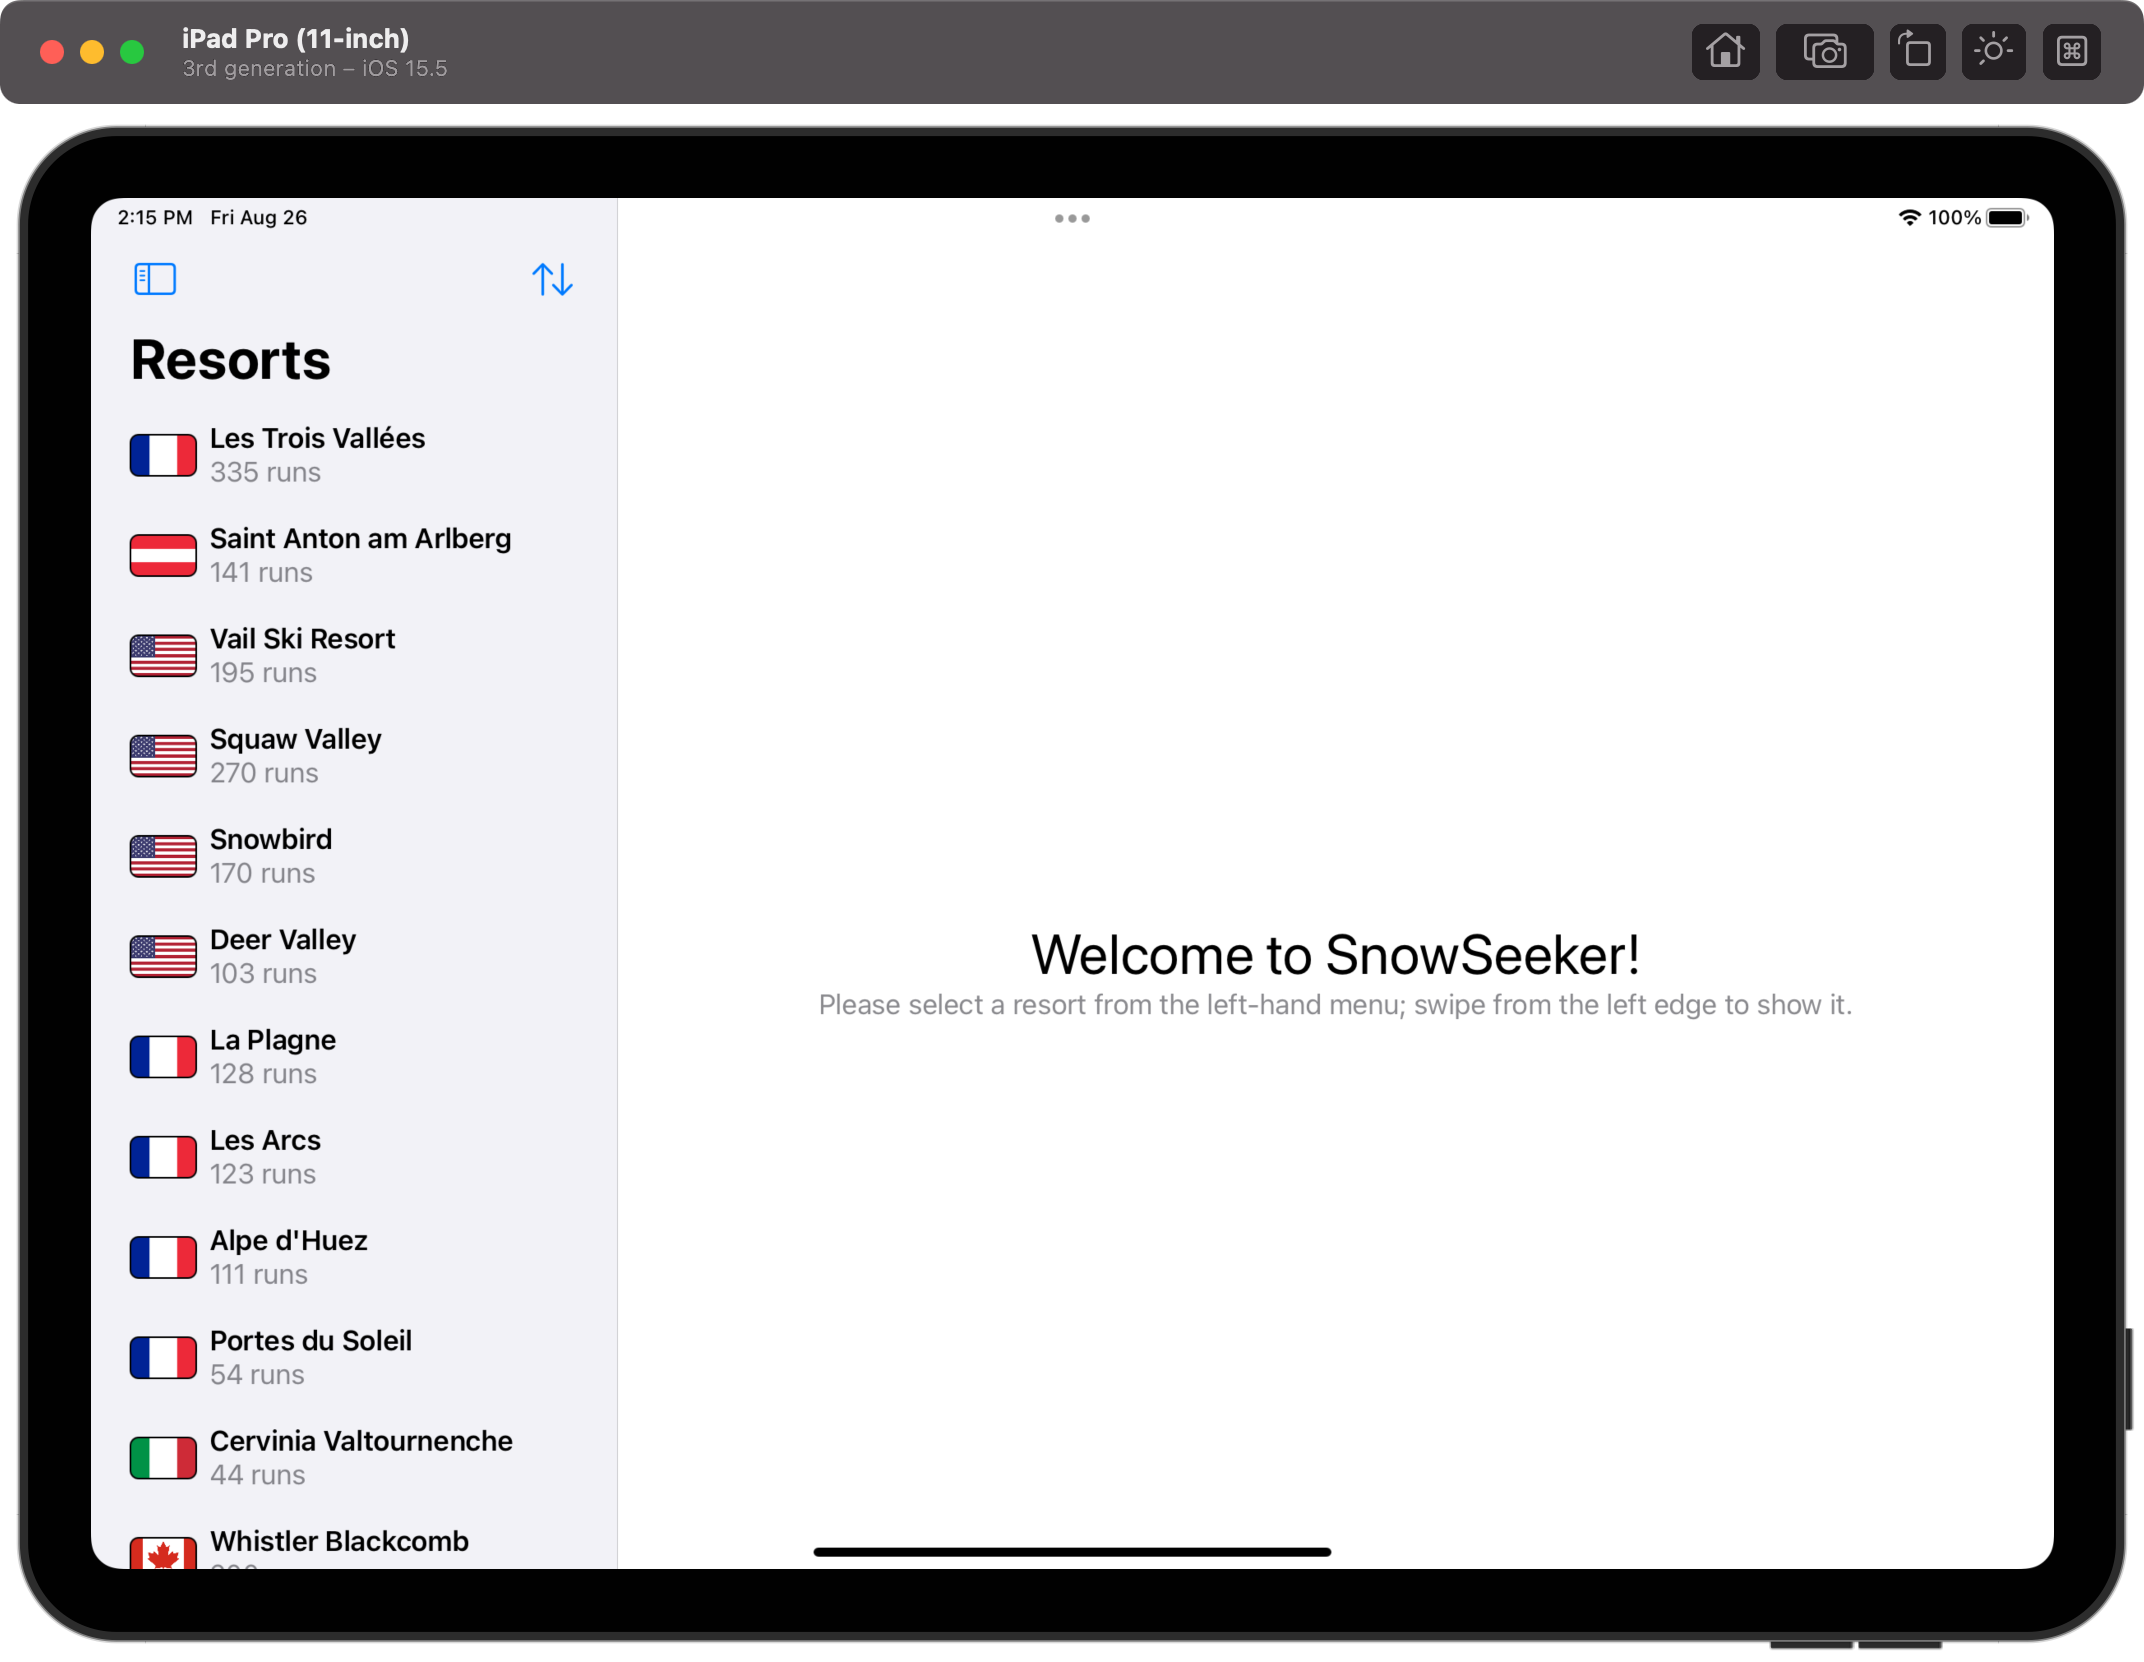 iPad Pro (11-inch)
3rd generation – iOS 15.5
2:15 PM Fri Aug 26
100%
Resorts
Les Trois Vallées
335 runs
Saint Anton am Arlberg
141 runs
Vail Ski Resort
195 runs
Squaw Valley
270 runs
Snowbird
170 runs
Deer Valley
103 runs
La Plagne
128 runs
Les Arcs
123 runs
Alpe d'Huez
111 runs
Portes du Soleil
54 runs
Cervinia Valtournenche
44 runs
Whistler Blackcomb
Welcome to SnowSeeker!
Please select a resort from the left-hand menu; swipe from the left edge to show it.